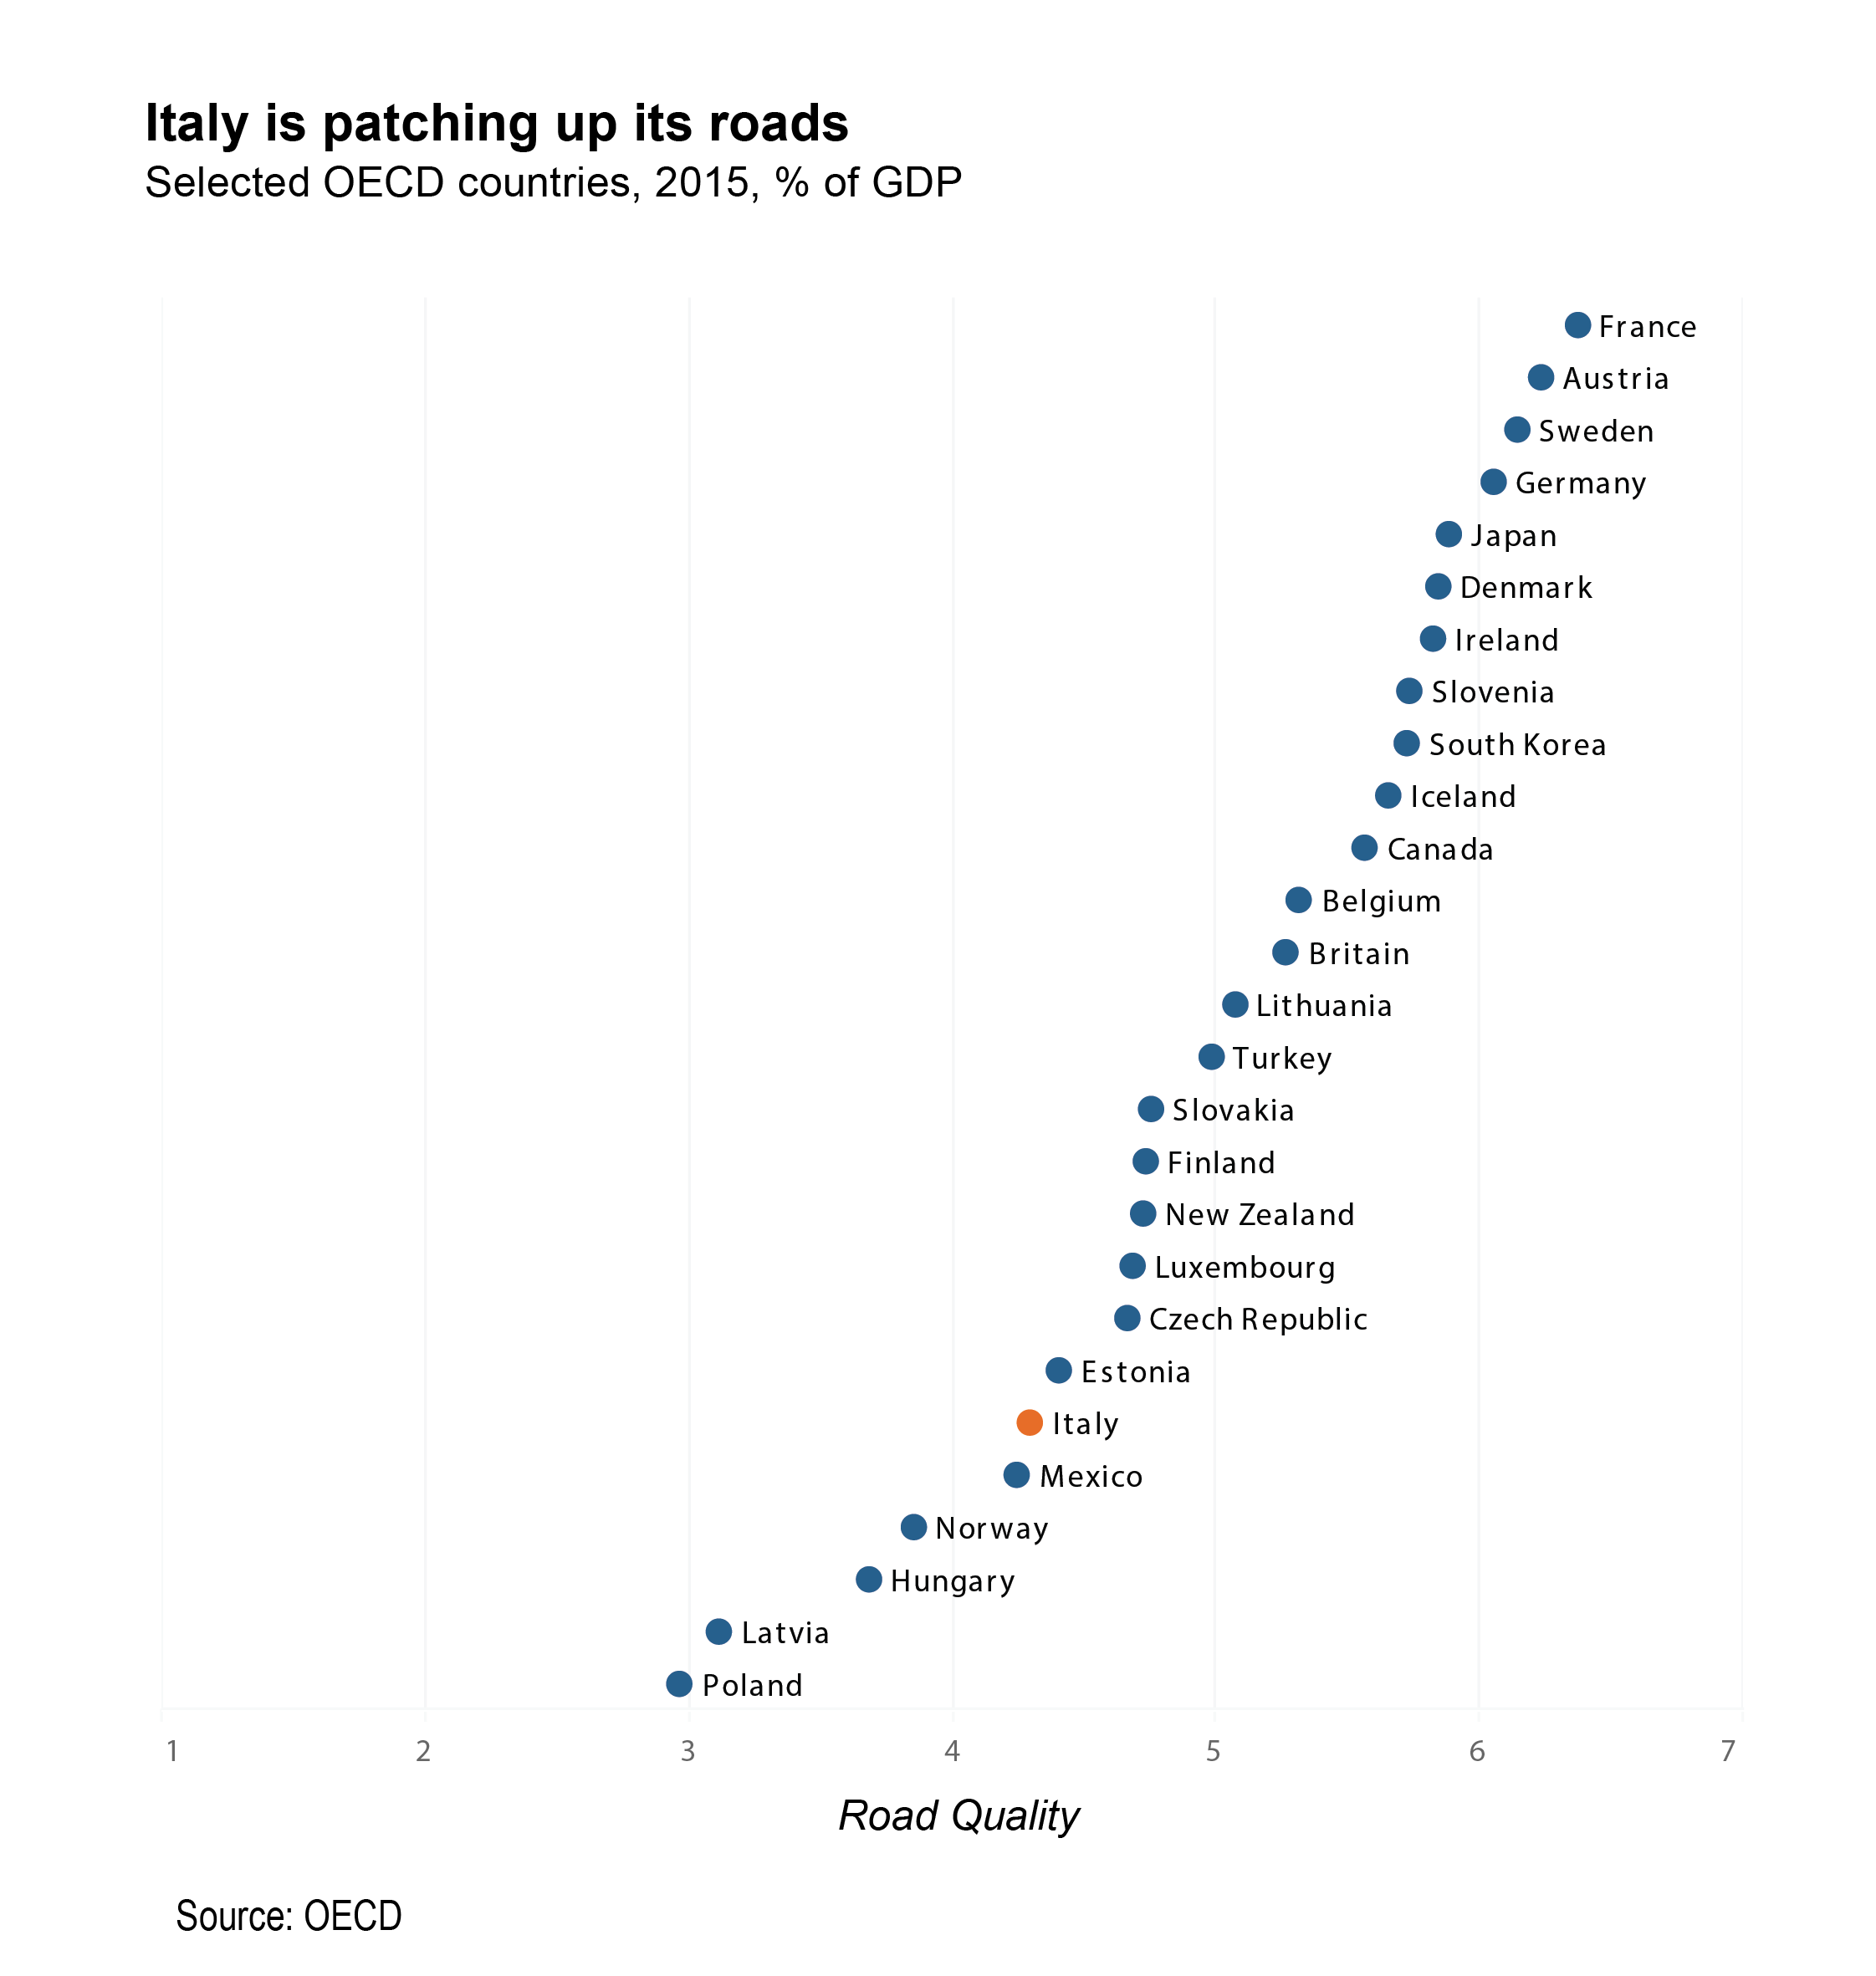 Italy is patching up its roads
Selected OECD countries, 2015, % of GDP
France
Austria
Sweden
Germany
Japan
Denmark
Ireland
Slovenia
South Korea
Iceland
Canada
Belgium
Britain
Lithuania
Turkey
Slovakia
Finland
New Zealand
Luxembourg
Czech Republic
Estonia
Italy
Mexico
Norway
Hungary
Latvia
Poland
1 2 3 4 5 6 7
Road Quality
Source: OECD